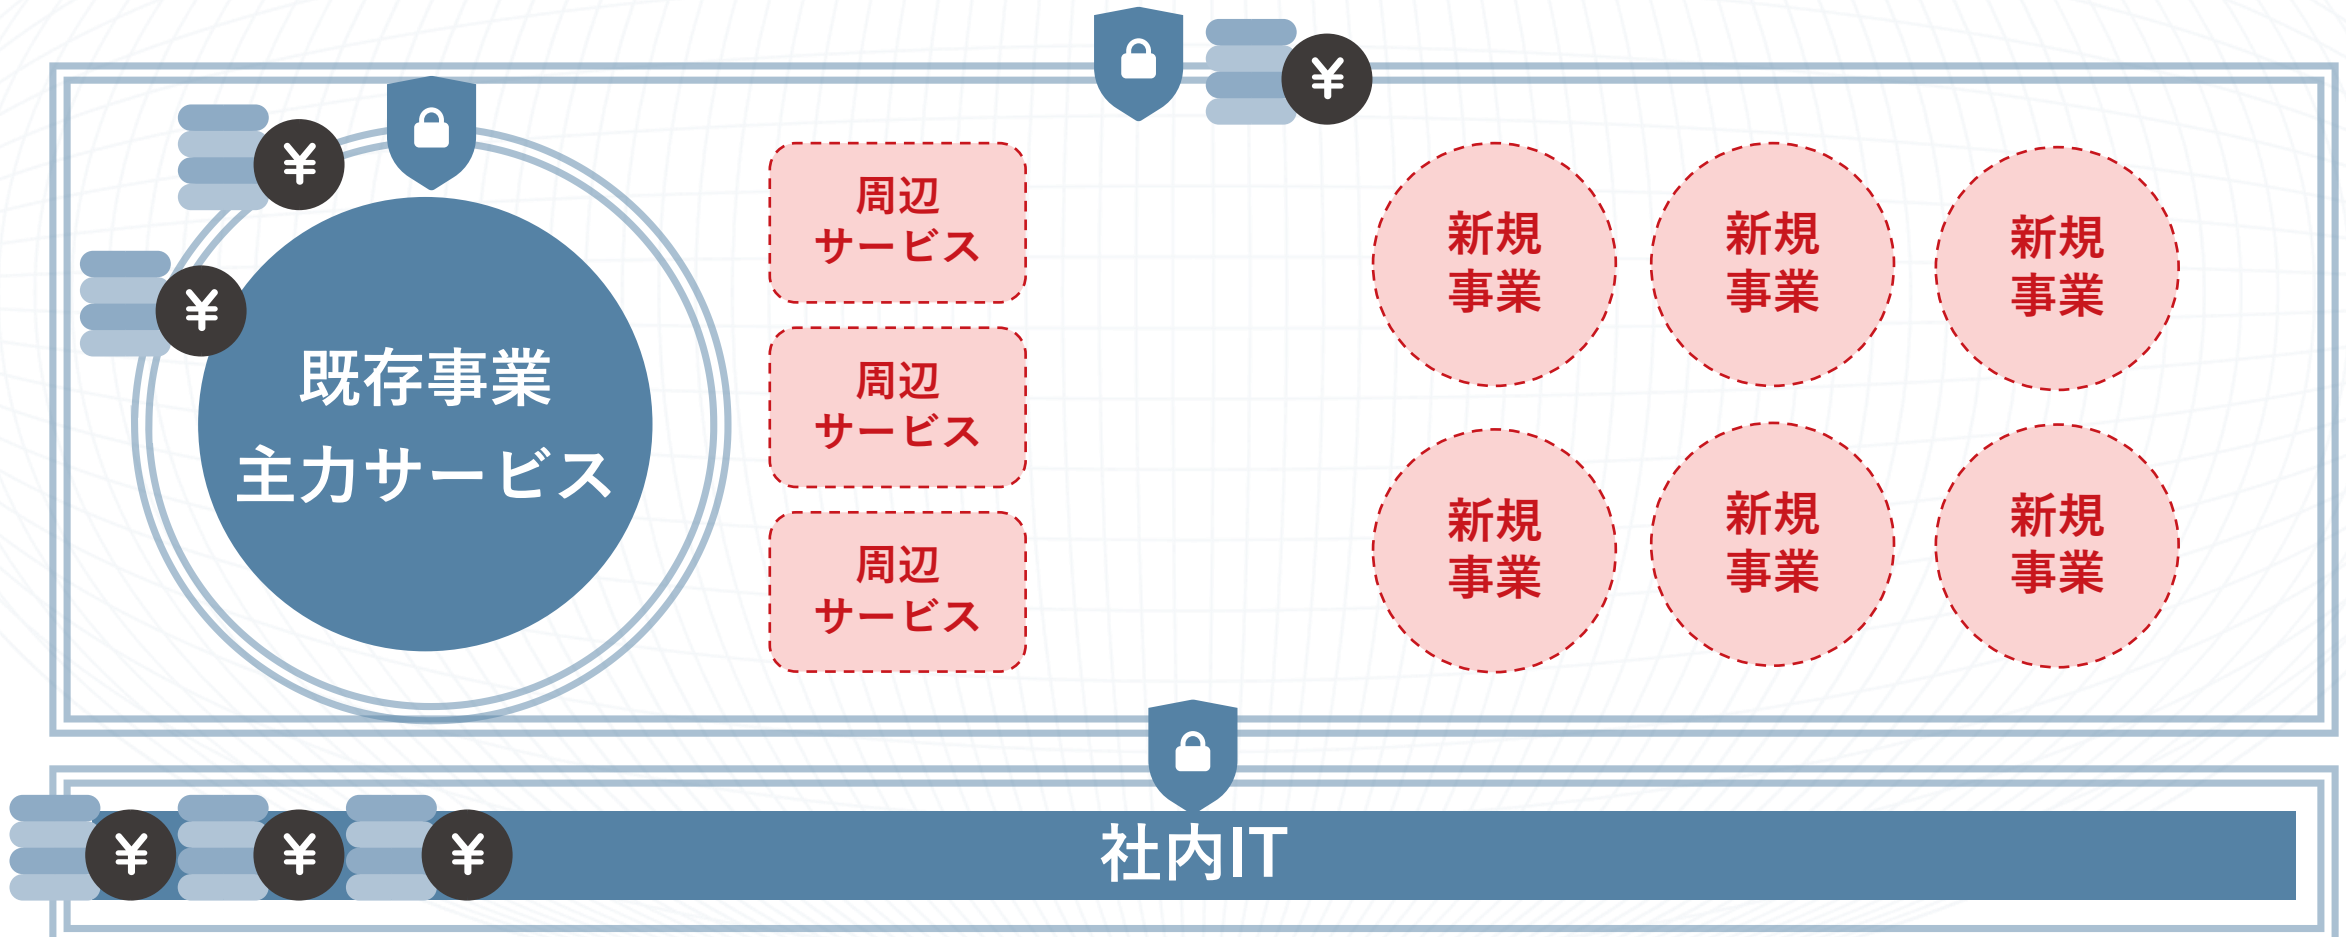 ¥
¥
¥
既存事業
主力サービス
周辺
サービス
周辺
サービス
周辺
サービス
新規
事業
新規
事業
新規
事業
新規
事業
新規
事業
新規
事業
¥
¥
¥
社内IT